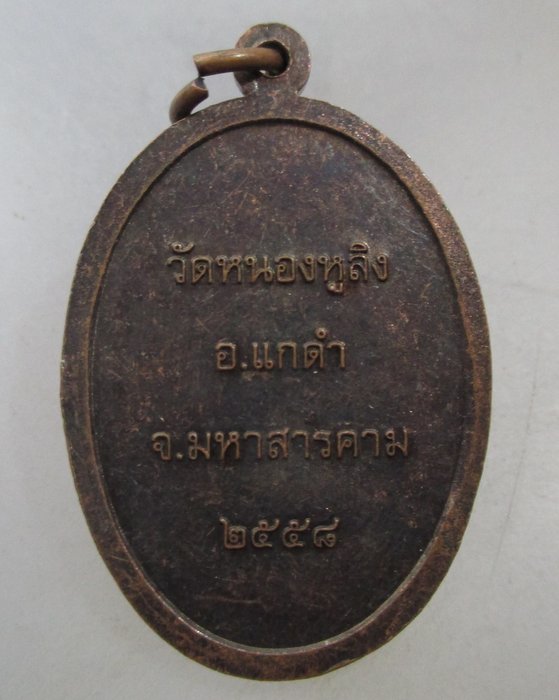 วัดหนองหูลิง
อ.แกดำ
จ.มหาสารคาม
๒๕๕๘